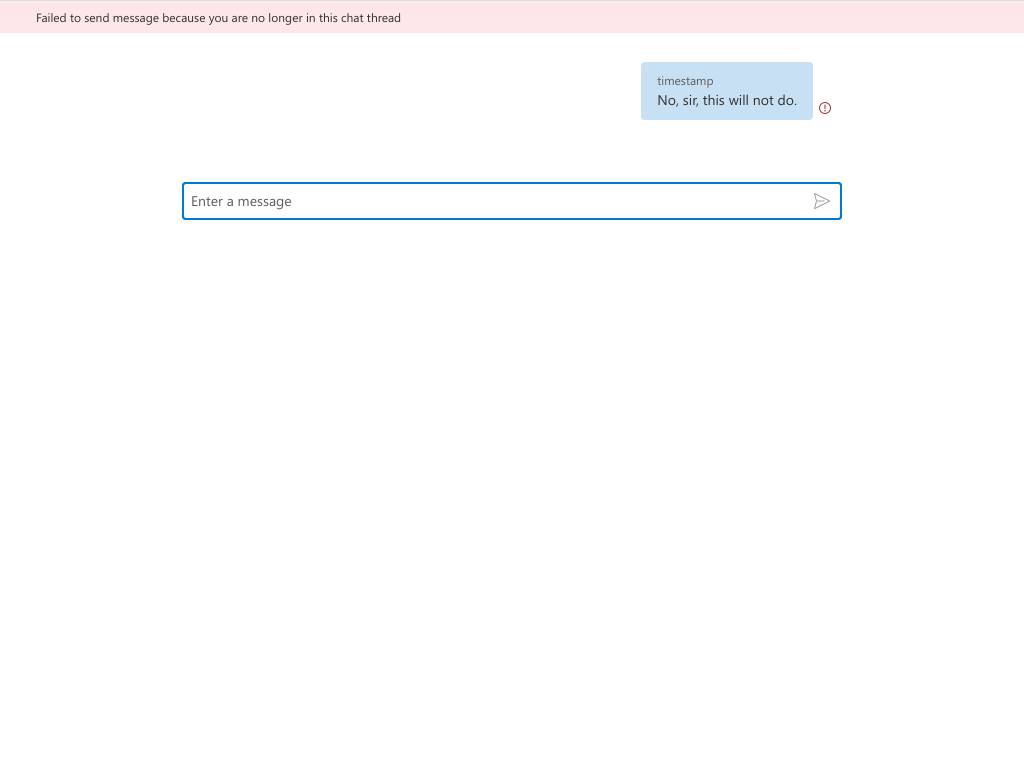 Failed to send message because you are no longer in this chat thread
timestamp
No, sir, this will not do.
Enter a message